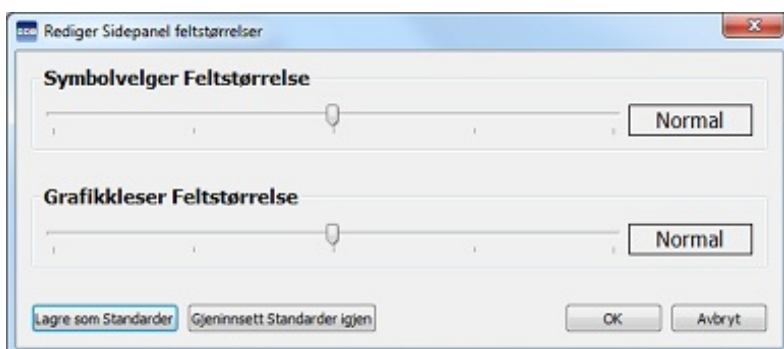 Rediger Sidepanel feltstørrelser
Symbolvelger Feltstørrelse
Normal
Grafikkleser Feltstørrelse
Normal
Lagre som Standarder Gjeninnsett Standarder igjen OK Avbryt